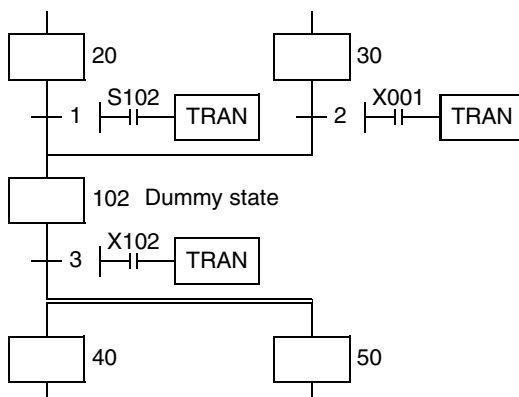 20
30
1
S102
TRAN
2
X001
TRAN
102 Dummy state
3
X102
TRAN
40
50